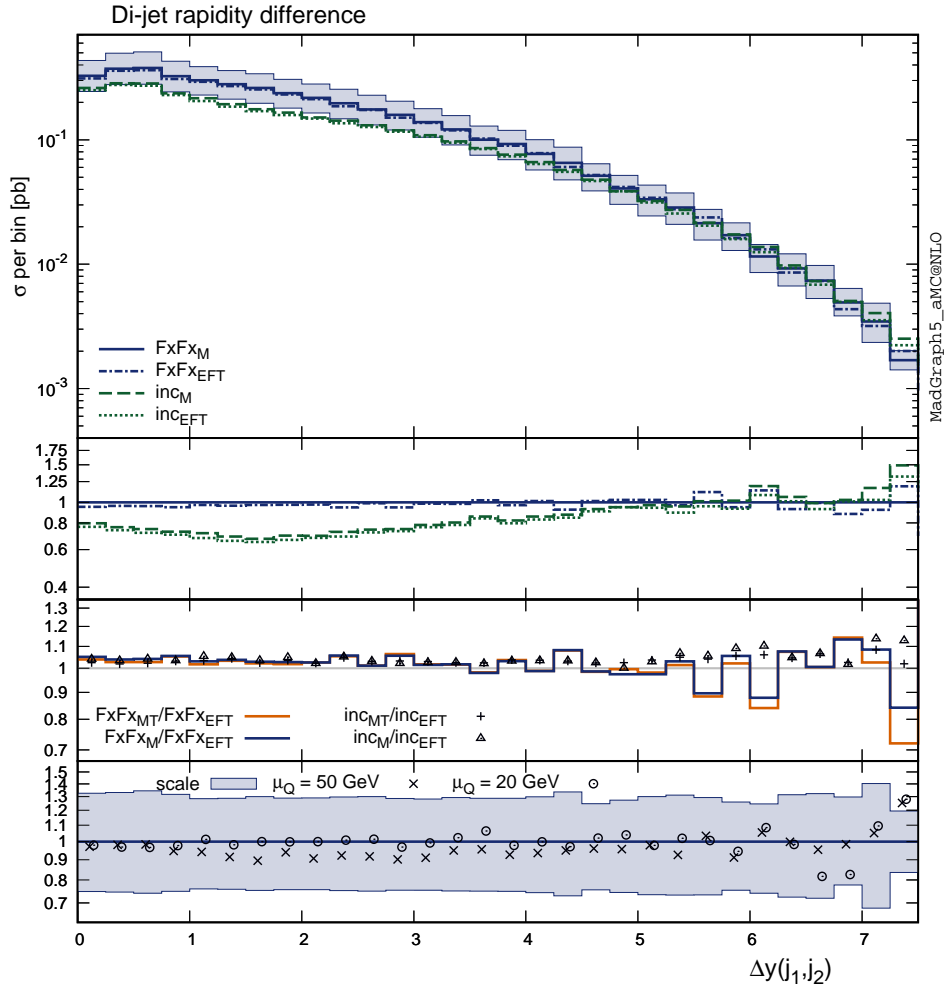 Di-jet rapidity difference
σ per bin [pb]
10⁻¹
10⁻²
10⁻³
FxFx_M
FxFx_EFT
inc_M
inc_EFT
MadGraph5_aMC@NLO
1.75
1.5
1.25
1
0.8
0.6
0.4
1.3
1.2
1.1
1
0.9
0.8
0.7
FxFx_MT/FxFx_EFT
FxFx_M/FxFx_EFT
inc_MT/inc_EFT
inc_M/inc_EFT
1.5
1.4
1.3
1.2
1.1
1
0.9
0.8
0.7
scale
μ_Q = 50 GeV
μ_Q = 20 GeV
0 1 2 3 4 5 6 7
Δy(j₁,j₂)